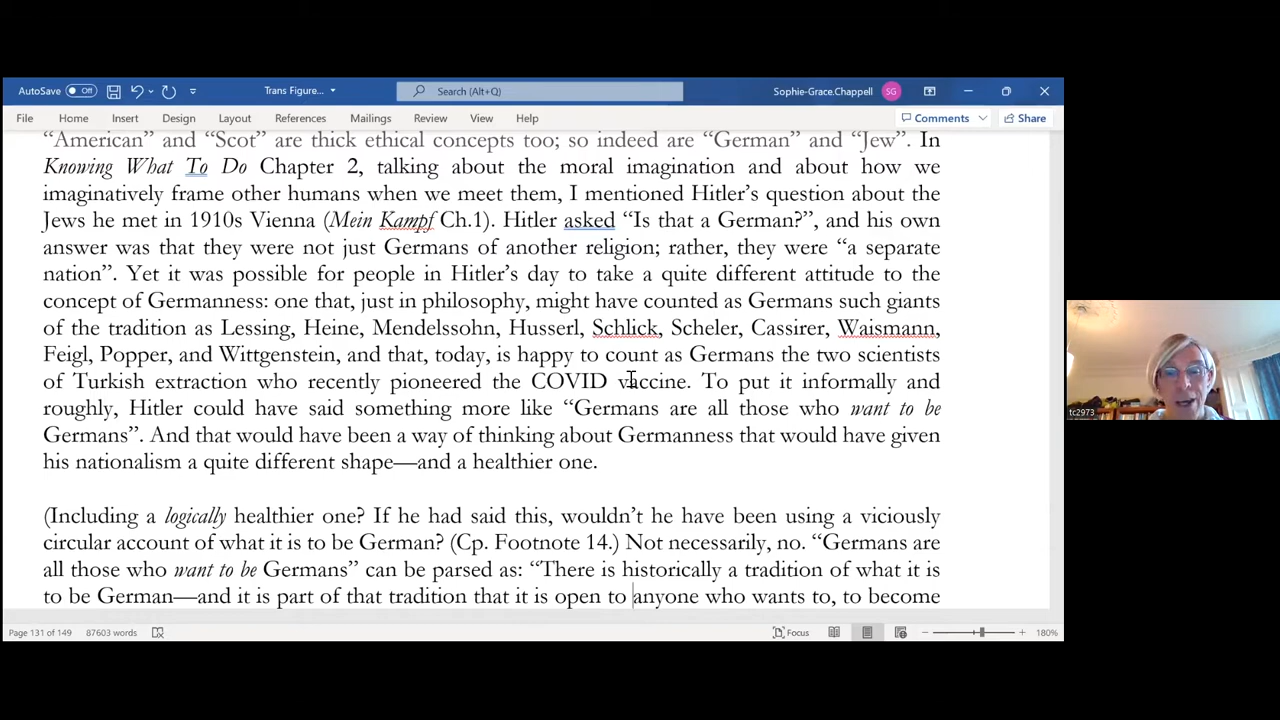 AutoSave Off Trans Figure... Search (Alt+Q) Sophie-Grace.Chappell SG
File Home Insert Design Layout References Mailings Review View Help Comments Share
“American” and “Scot” are thick ethical concepts too; so indeed are “German” and “Jew”. In
Knowing What To Do Chapter 2, talking about the moral imagination and about how we
imaginatively frame other humans when we meet them, I mentioned Hitler’s question about the
Jews he met in 1910s Vienna (Mein Kampf Ch.1). Hitler asked “Is that a German?”, and his own
answer was that they were not just Germans of another religion; rather, they were “a separate
nation”. Yet it was possible for people in Hitler’s day to take a quite different attitude to the
concept of Germanness: one that, just in philosophy, might have counted as Germans such giants
of the tradition as Lessing, Heine, Mendelssohn, Husserl, Schlick, Scheler, Cassirer, Waismann,
Feigl, Popper, and Wittgenstein, and that, today, is happy to count as Germans the two scientists
of Turkish extraction who recently pioneered the COVID vaccine. To put it informally and
roughly, Hitler could have said something more like “Germans are all those who want to be
Germans”. And that would have been a way of thinking about Germanness that would have given
his nationalism a quite different shape—and a healthier one.
(Including a logically healthier one? If he had said this, wouldn’t he have been using a viciously
circular account of what it is to be German? (Cp. Footnote 14.) Not necessarily, no. “Germans are
all those who want to be Germans” can be parsed as: “There is historically a tradition of what it is
to be German—and it is part of that tradition that it is open to anyone who wants to, to become
Page 131 of 149 87603 words Focus 180%
tc2973